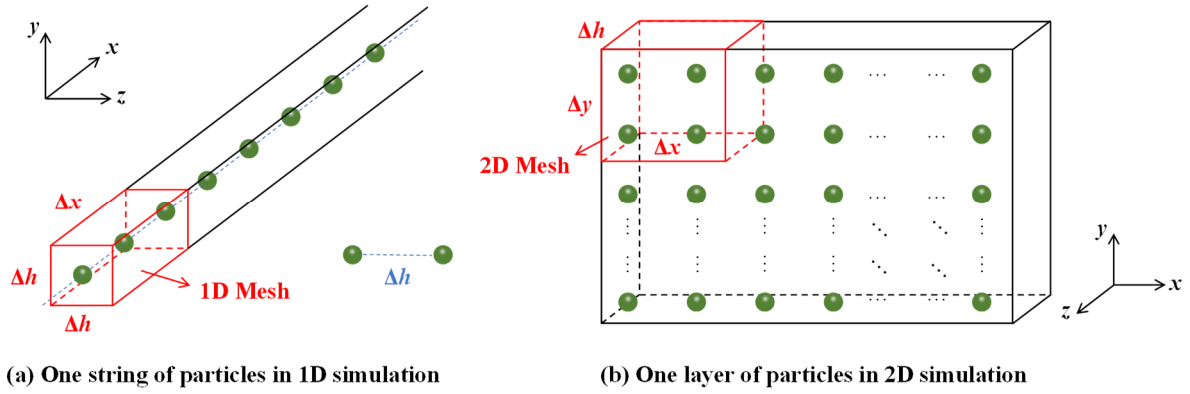 y
x
z
Δx
Δh
Δh
1D Mesh
Δh
(a) One string of particles in 1D simulation
Δh
Δy
Δx
2D Mesh
... ...
... ...
... ...
... ...
y
x
z
(b) One layer of particles in 2D simulation